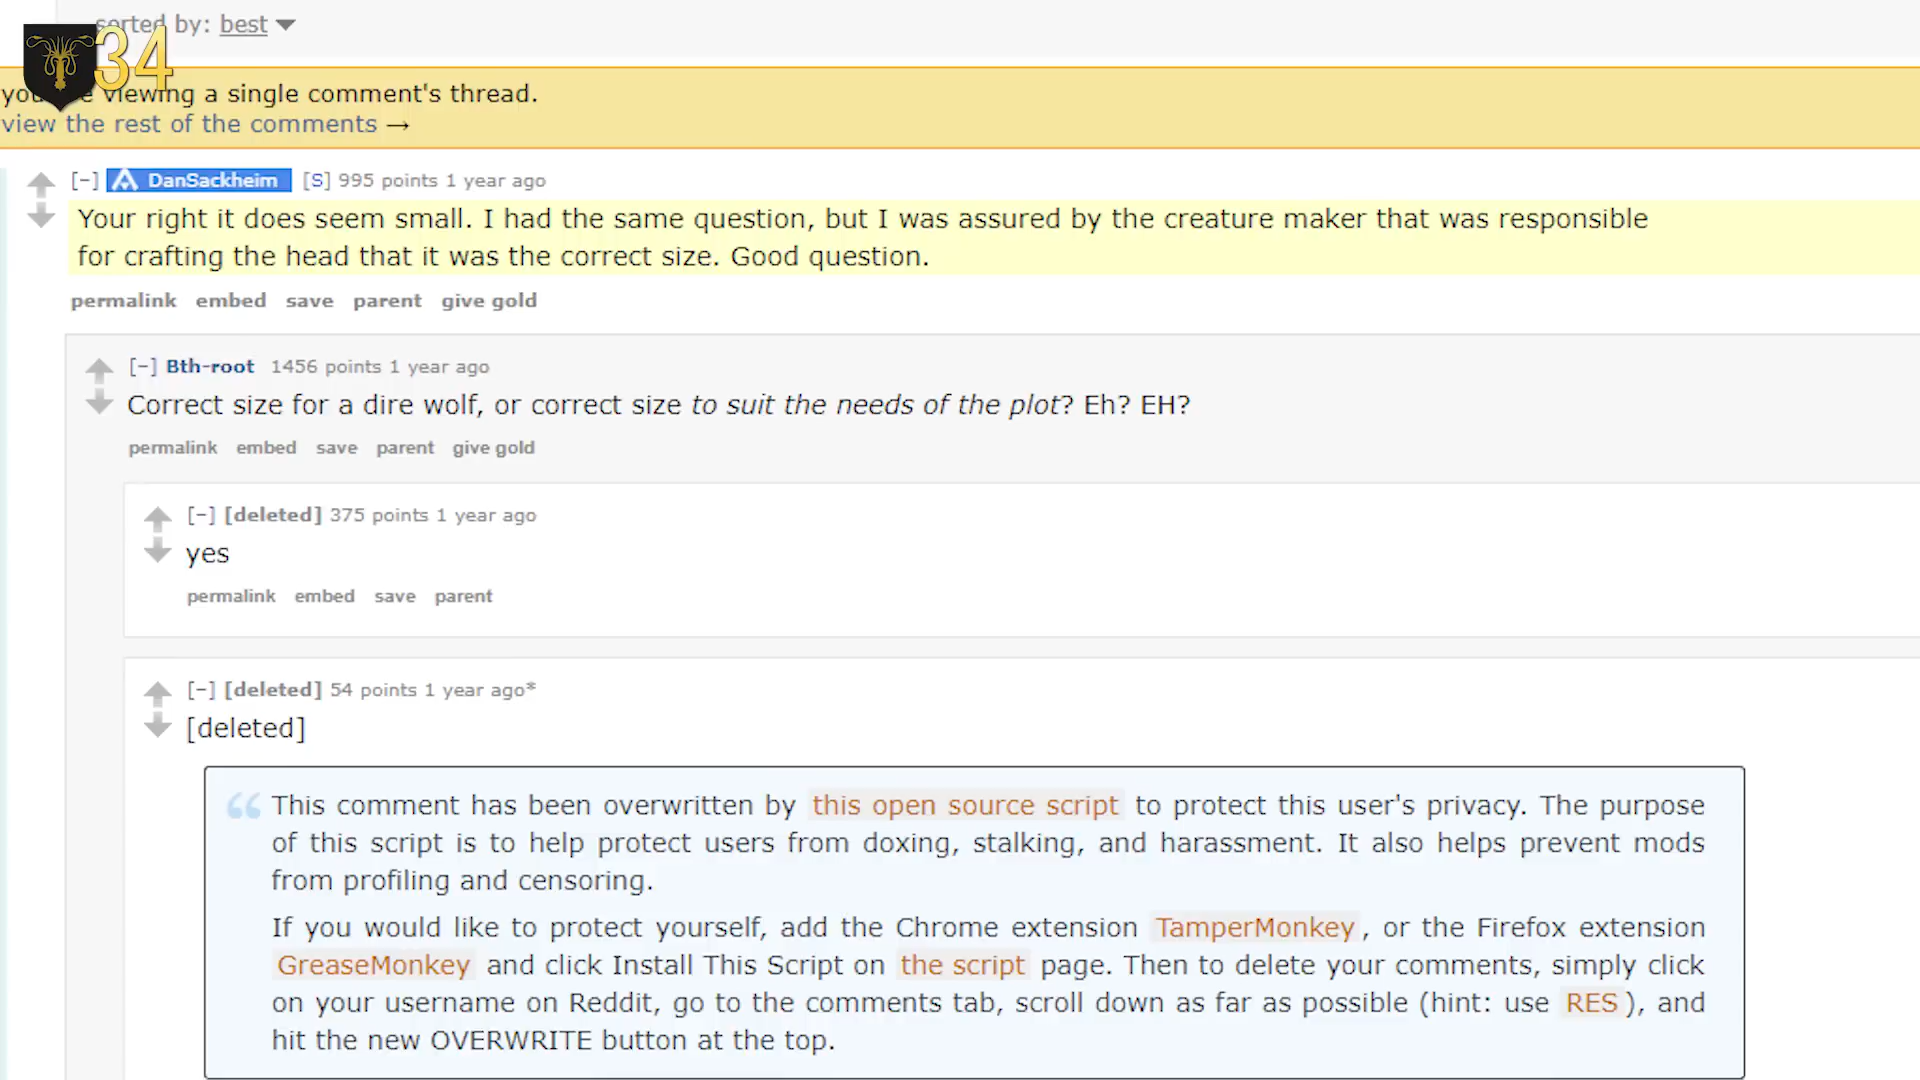 sorted by: best
34
you're viewing a single comment's thread.
view the rest of the comments →
[–] DanSackheim [S] 995 points 1 year ago
Your right it does seem small. I had the same question, but I was assured by the creature maker that was responsible
for crafting the head that it was the correct size. Good question.
permalink embed save parent give gold
[–] Bth-root 1456 points 1 year ago
Correct size for a dire wolf, or correct size to suit the needs of the plot? Eh? EH?
permalink embed save parent give gold
[–] [deleted] 375 points 1 year ago
yes
permalink embed save parent
[–] [deleted] 54 points 1 year ago*
[deleted]
This comment has been overwritten by this open source script to protect this user's privacy. The purpose
of this script is to help protect users from doxing, stalking, and harassment. It also helps prevent mods
from profiling and censoring.
If you would like to protect yourself, add the Chrome extension TamperMonkey, or the Firefox extension
GreaseMonkey and click Install This Script on the script page. Then to delete your comments, simply click
on your username on Reddit, go to the comments tab, scroll down as far as possible (hint: use RES), and
hit the new OVERWRITE button at the top.